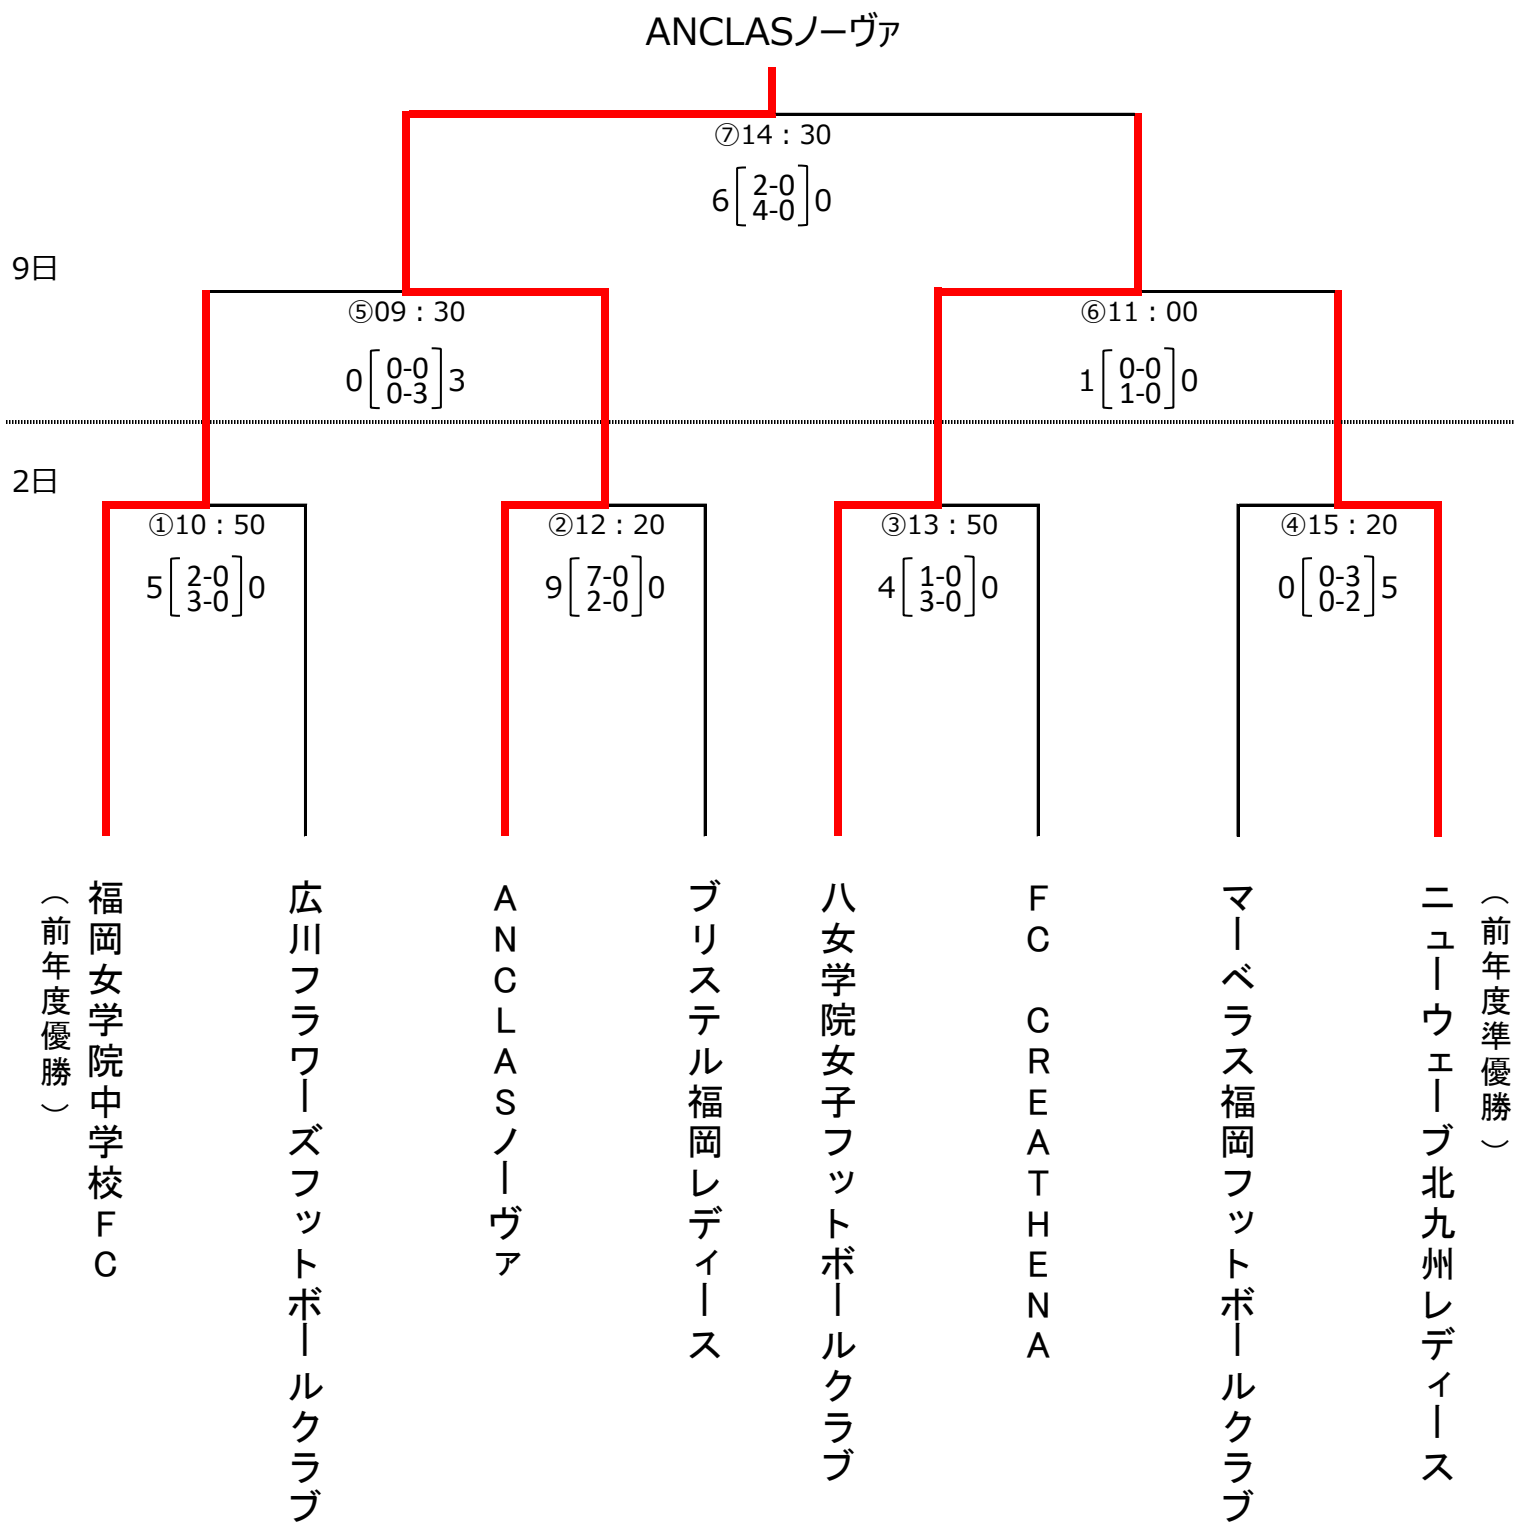 ANCLASノーヴァ
⑦14：30
6 2-0 0
4-0
9日
⑤09：30
⑥11：00
0 0-0 3
0-3
1 0-0 0
1-0
2日
①10：50
②12：20
③13：50
④15：20
5 2-0 0
3-0
9 7-0 0
2-0
4 1-0 0
3-0
0 0-3 5
0-2
（前年度優勝）
福岡女学院中学校FC
広川フラワーズフットボールクラブ
ANCLASノーヴァ
ブリステル福岡レディース
八女学院女子フットボールクラブ
FC CREATHENA
マーベラス福岡フットボールクラブ
ニューウェーブ北九州レディース
（前年度準優勝）